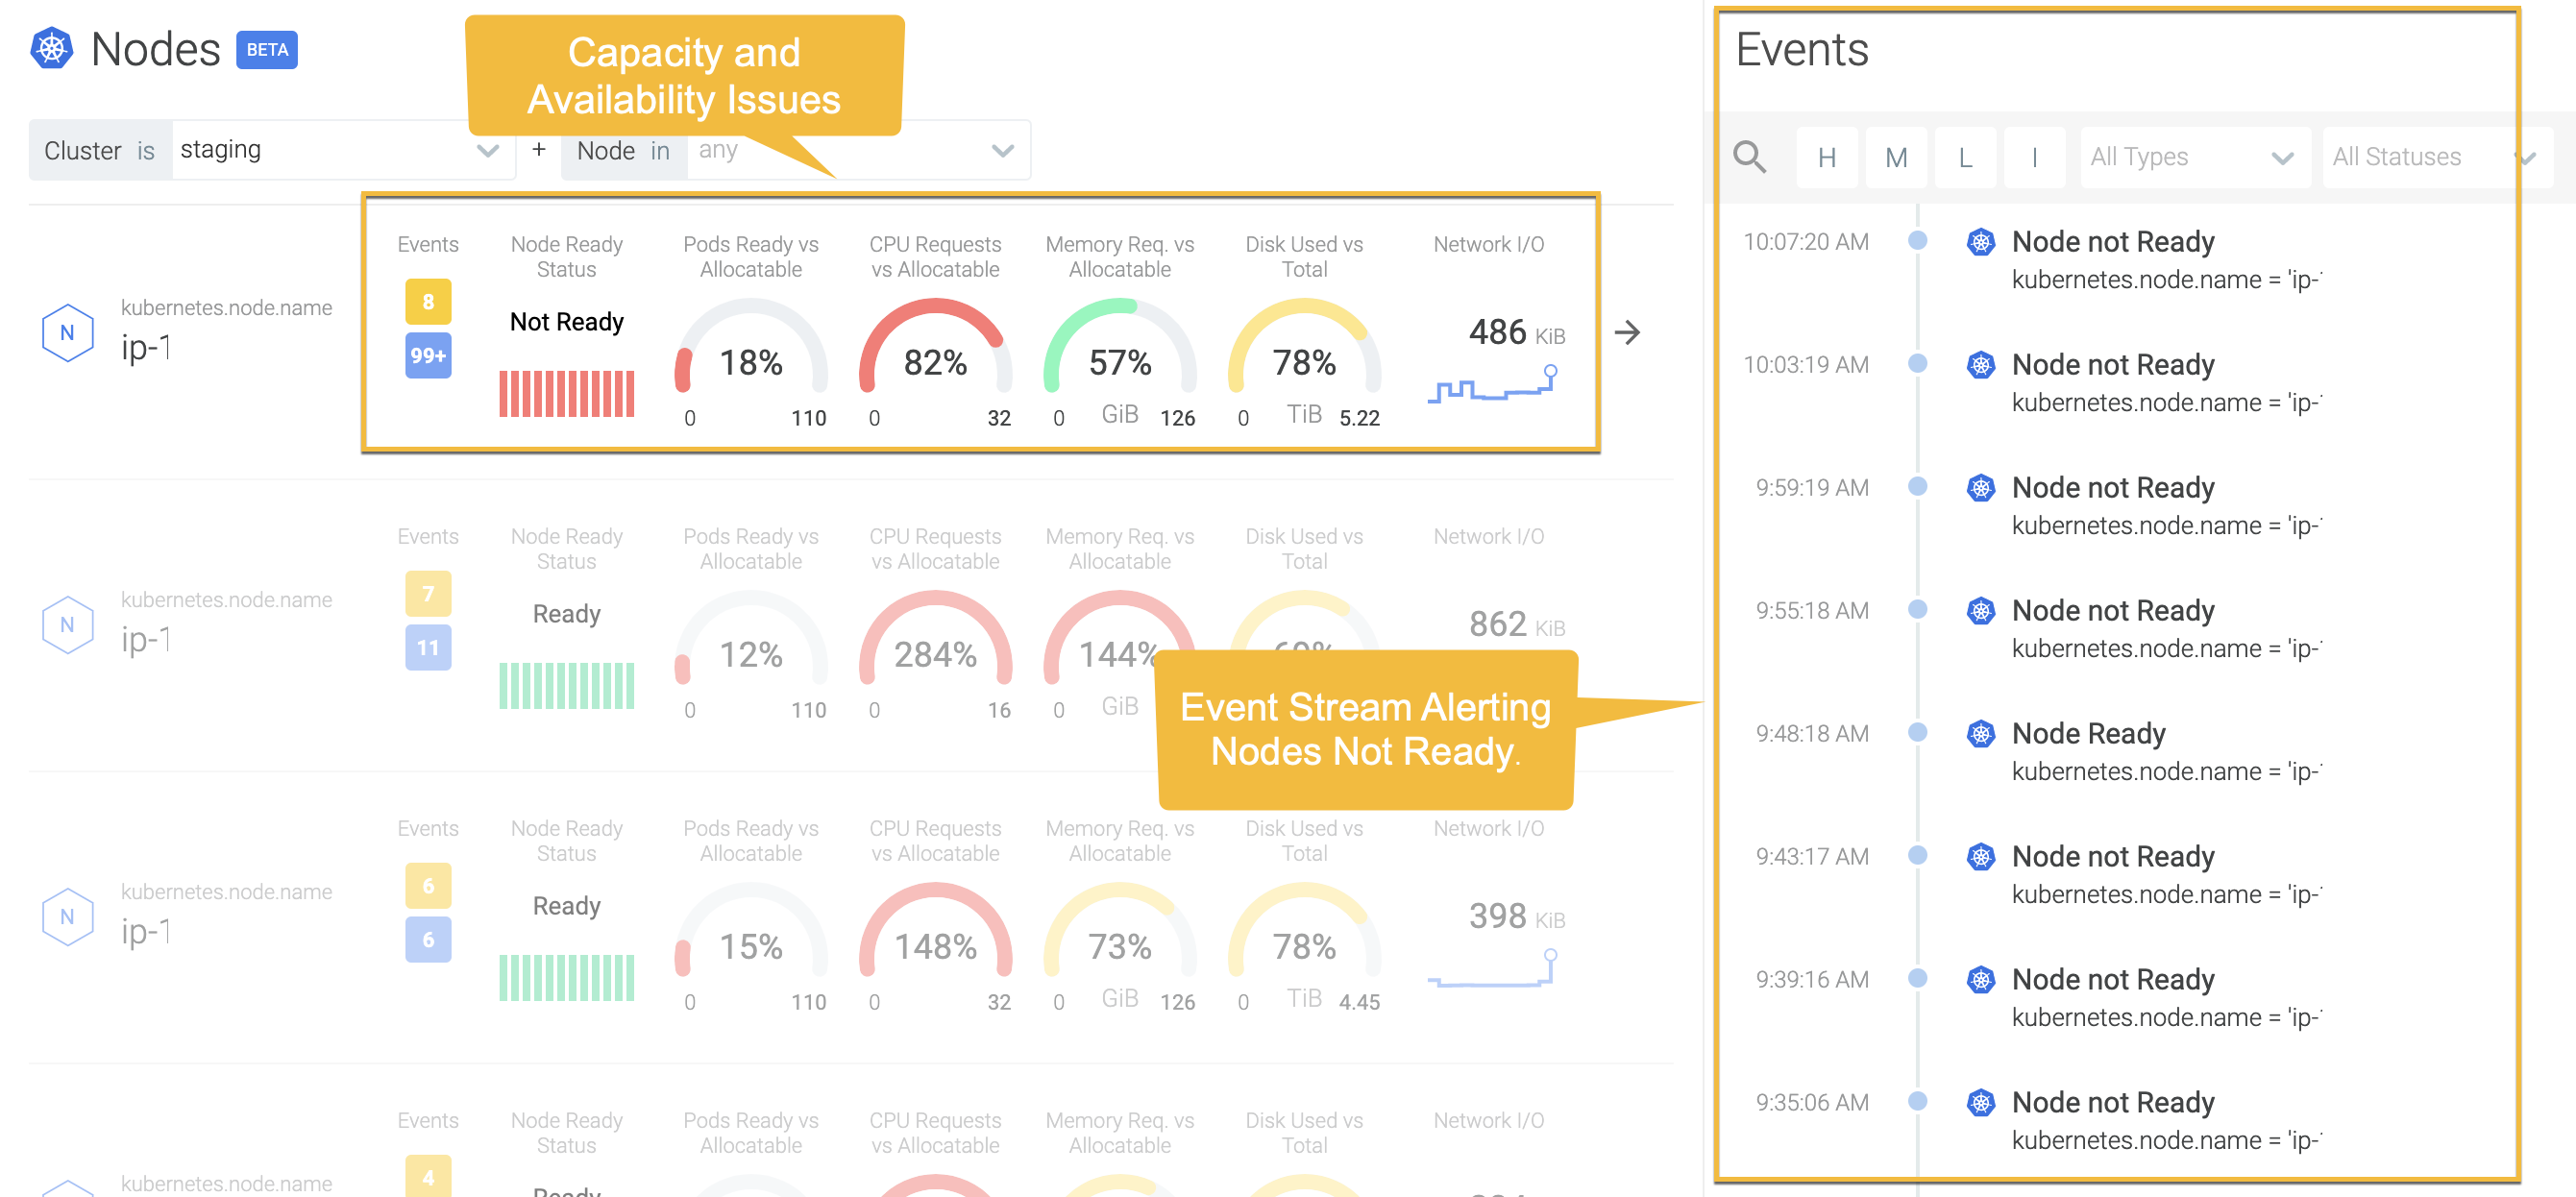 Nodes BETA
Capacity and
Availability Issues
Cluster is staging + Node in any
Events Node Ready Status Pods Ready vs Allocatable CPU Requests vs Allocatable Memory Req. vs Allocatable Disk Used vs Total Network I/O
N kubernetes.node.name
ip-1
8
99+
Not Ready
18%
0 110
82%
0 32
57%
0 GiB 126
78%
0 TiB 5.22
486 KiB
Events Node Ready Status Pods Ready vs Allocatable CPU Requests vs Allocatable Memory Req. vs Allocatable Disk Used vs Total Network I/O
N kubernetes.node.name
ip-1
7
11
Ready
12%
0 110
284%
0 16
144%
0 GiB
862 KiB
Event Stream Alerting
Nodes Not Ready.
Events Node Ready Status Pods Ready vs Allocatable CPU Requests vs Allocatable Memory Req. vs Allocatable Disk Used vs Total Network I/O
N kubernetes.node.name
ip-1
6
6
Ready
15%
0 110
148%
0 32
73%
0 GiB 126
78%
0 TiB 4.45
398 KiB
Events Node Ready Status Pods Ready vs Allocatable CPU Requests vs Allocatable Memory Req. vs Allocatable Disk Used vs Total Network I/O
kubernetes.node.name
4
Ready
Events
H M L I All Types All Statuses
10:07:20 AM Node not Ready
kubernetes.node.name = 'ip-
10:03:19 AM Node not Ready
kubernetes.node.name = 'ip-
9:59:19 AM Node not Ready
kubernetes.node.name = 'ip-
9:55:18 AM Node not Ready
kubernetes.node.name = 'ip-
9:48:18 AM Node Ready
kubernetes.node.name = 'ip-
9:43:17 AM Node not Ready
kubernetes.node.name = 'ip-
9:39:16 AM Node not Ready
kubernetes.node.name = 'ip-
9:35:06 AM Node not Ready
kubernetes.node.name = 'ip-